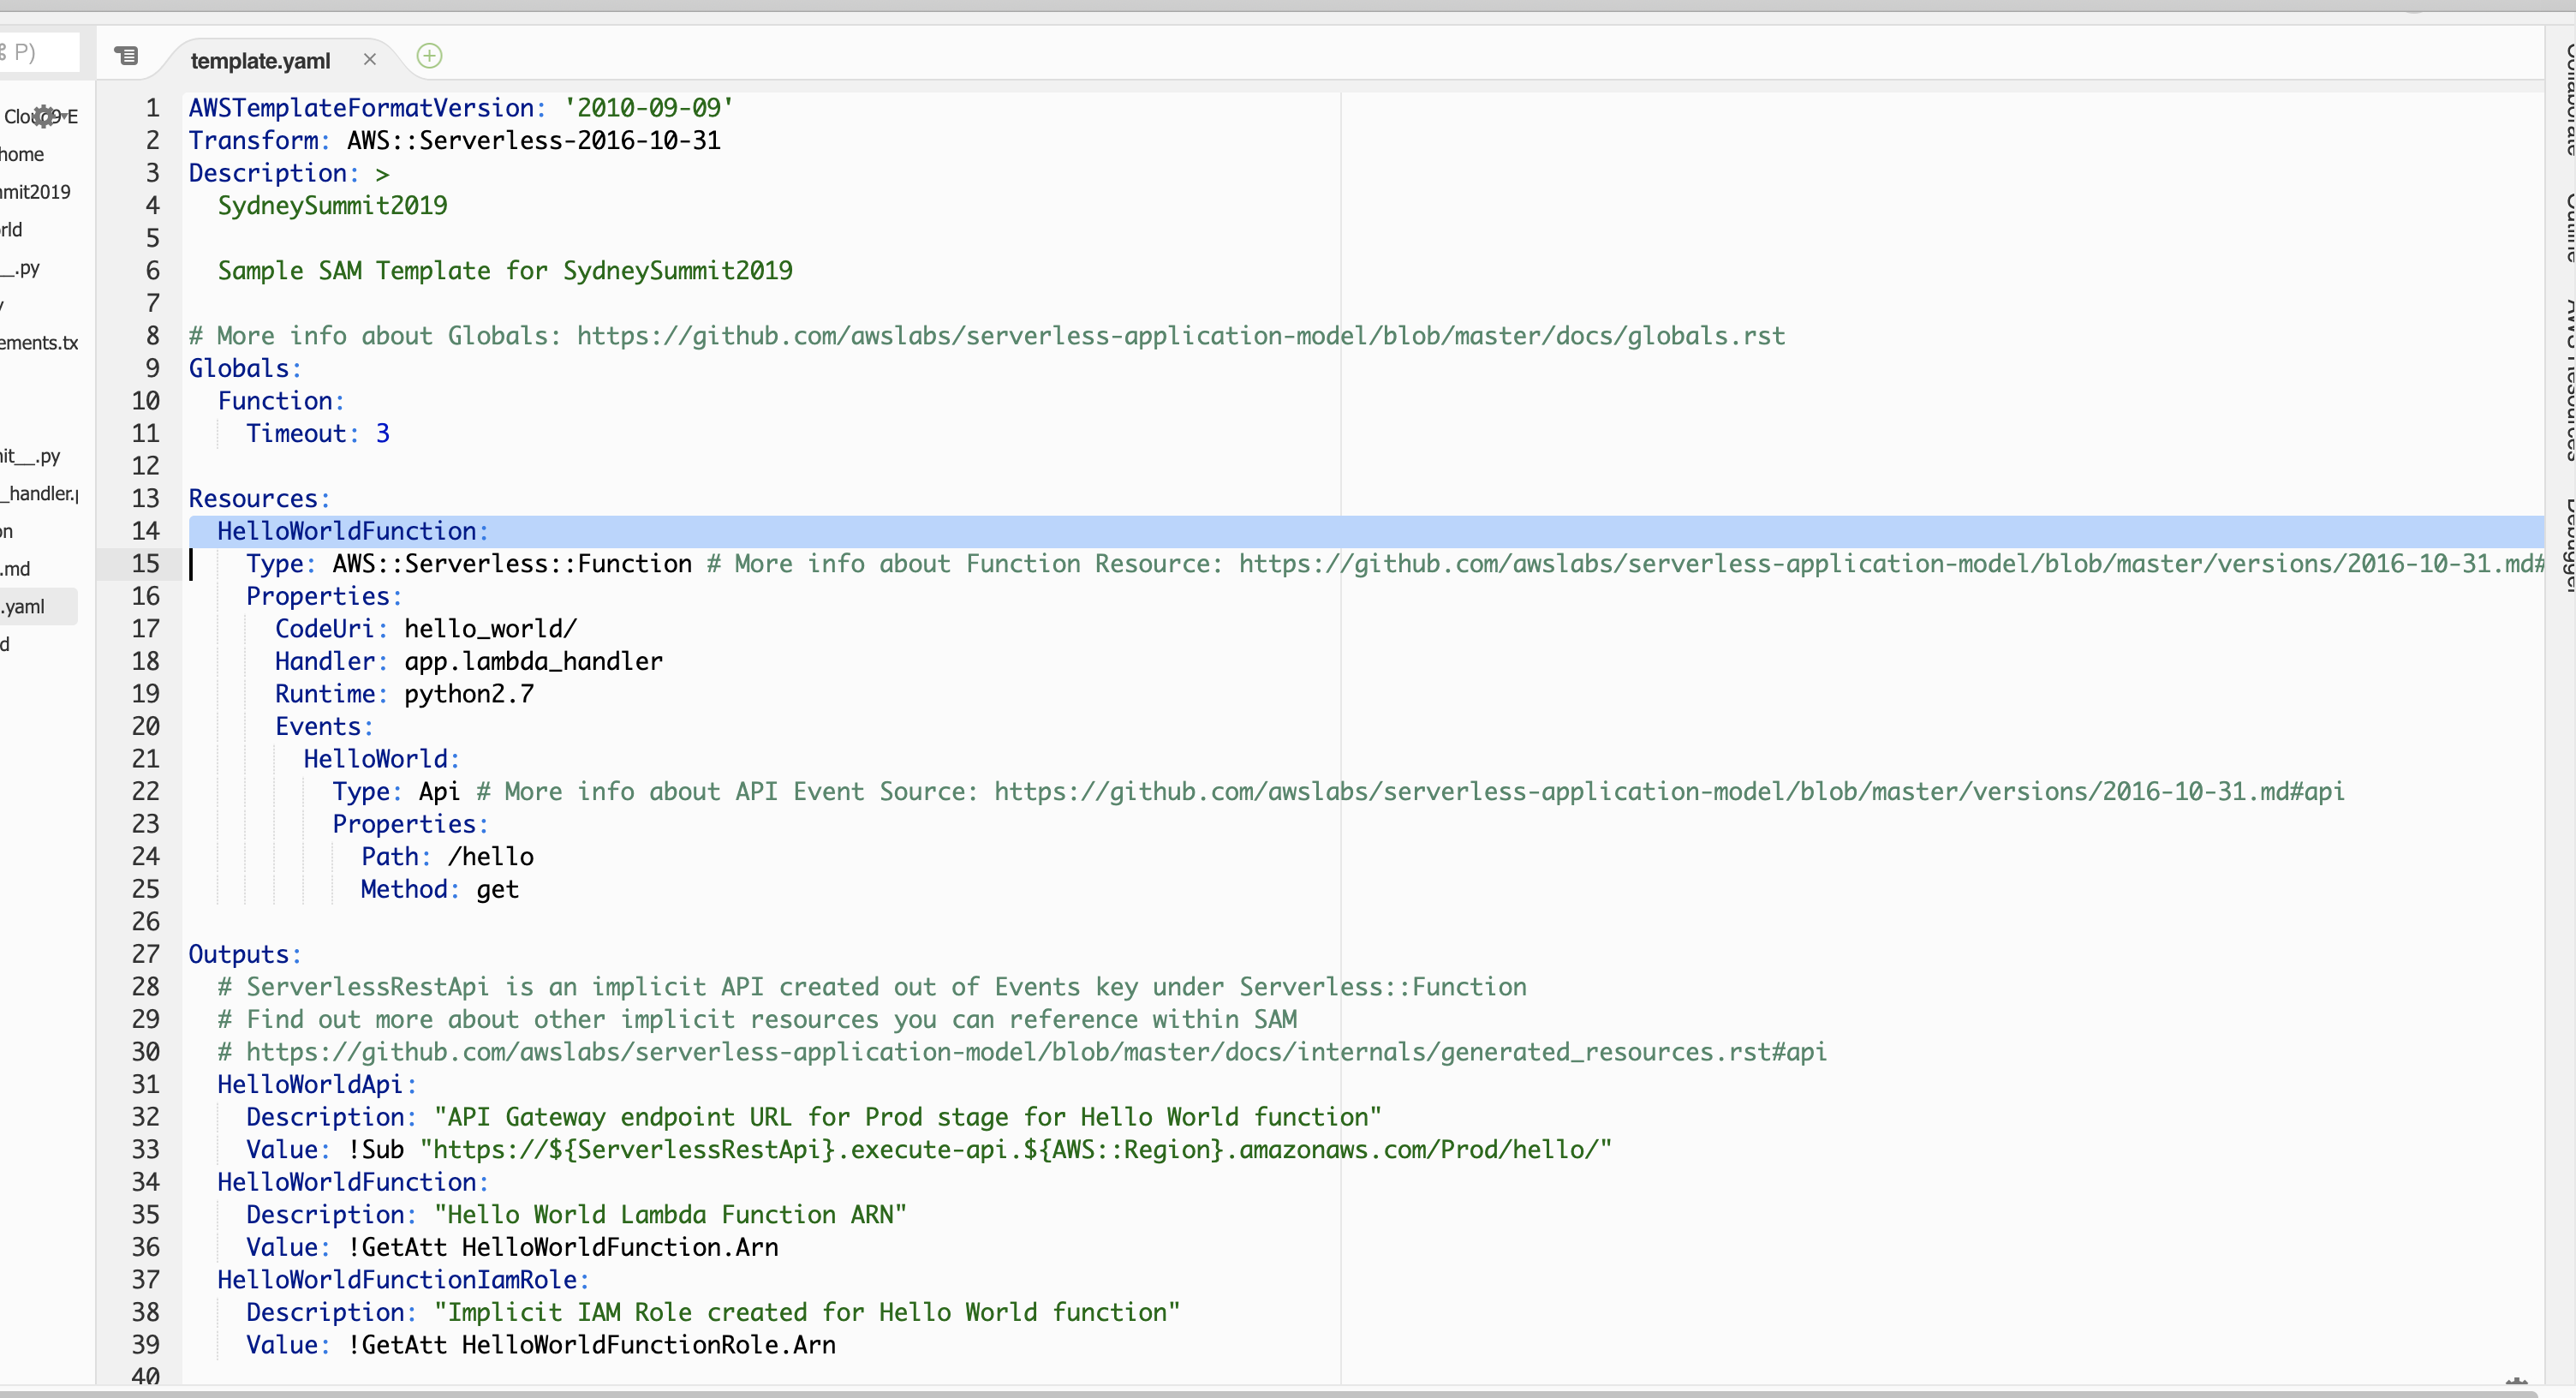 ⌘ P)
template.yaml
Cloud9-E
home
mmit2019
rld
__.py
ements.tx
it__.py
_handler.p
on
.md
.yaml
d
1 AWSTemplateFormatVersion: '2010-09-09'
2 Transform: AWS::Serverless-2016-10-31
3 Description: >
4   SydneySummit2019
5
6   Sample SAM Template for SydneySummit2019
7
8 # More info about Globals: https://github.com/awslabs/serverless-application-model/blob/master/docs/globals.rst
9 Globals:
10   Function:
11     Timeout: 3
12
13 Resources:
14   HelloWorldFunction:
15     Type: AWS::Serverless::Function # More info about Function Resource: https://github.com/awslabs/serverless-application-model/blob/master/versions/2016-10-31.md#
16     Properties:
17       CodeUri: hello_world/
18       Handler: app.lambda_handler
19       Runtime: python2.7
20       Events:
21         HelloWorld:
22           Type: Api # More info about API Event Source: https://github.com/awslabs/serverless-application-model/blob/master/versions/2016-10-31.md#api
23           Properties:
24             Path: /hello
25             Method: get
26
27 Outputs:
28   # ServerlessRestApi is an implicit API created out of Events key under Serverless::Function
29   # Find out more about other implicit resources you can reference within SAM
30   # https://github.com/awslabs/serverless-application-model/blob/master/docs/internals/generated_resources.rst#api
31   HelloWorldApi:
32     Description: "API Gateway endpoint URL for Prod stage for Hello World function"
33     Value: !Sub "https://${ServerlessRestApi}.execute-api.${AWS::Region}.amazonaws.com/Prod/hello/"
34   HelloWorldFunction:
35     Description: "Hello World Lambda Function ARN"
36     Value: !GetAtt HelloWorldFunction.Arn
37   HelloWorldFunctionIamRole:
38     Description: "Implicit IAM Role created for Hello World function"
39     Value: !GetAtt HelloWorldFunctionRole.Arn
40
Collaborate
Outline
AWS Resources
Debugger